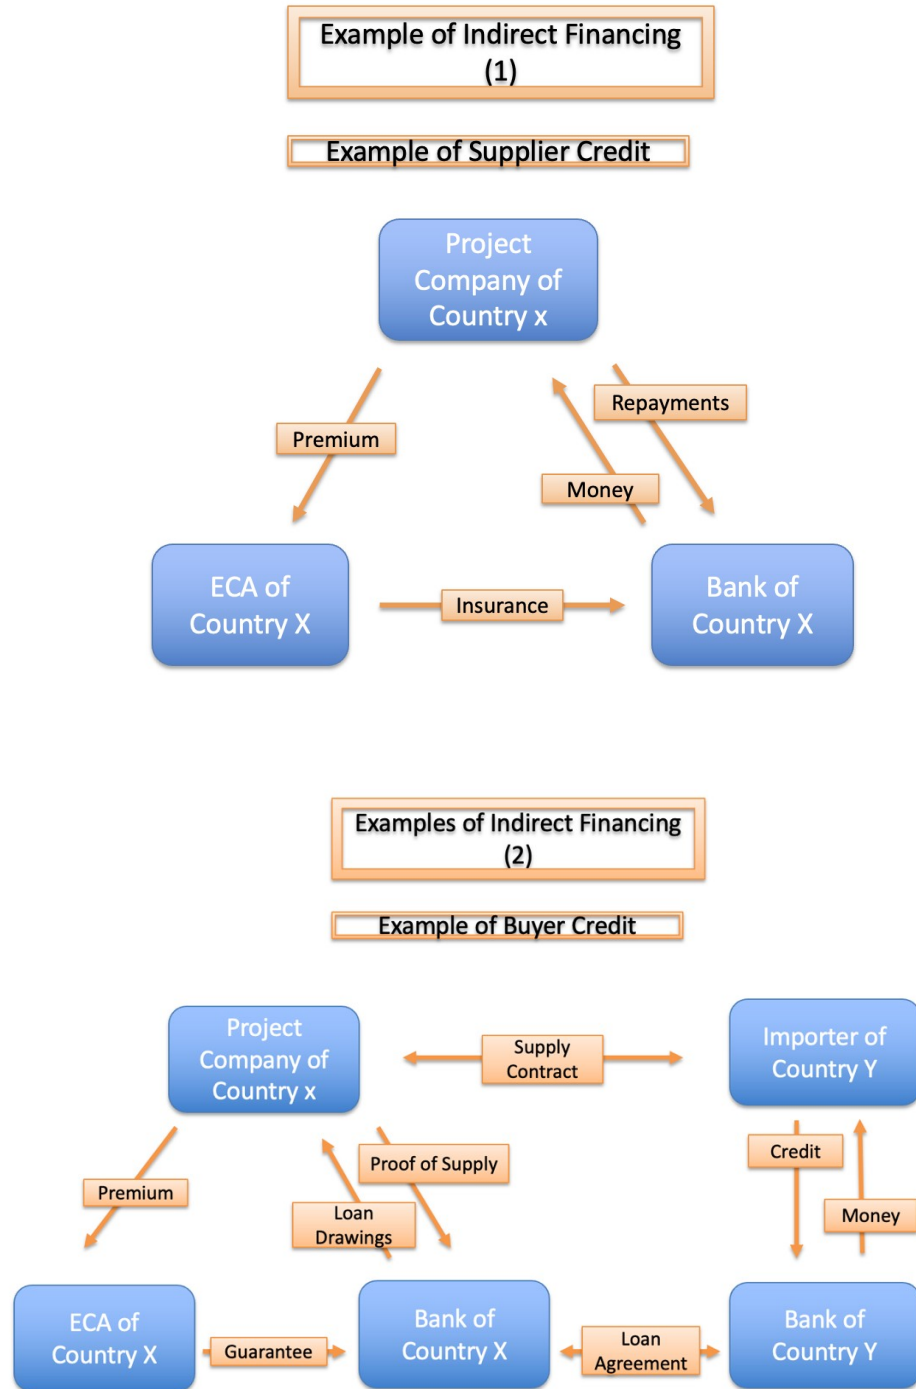 Example of Indirect Financing
(1)
Example of Supplier Credit
Project
Company of
Country x
Repayments
Premium
Money
ECA of
Country X
Insurance
Bank of
Country X
Examples of Indirect Financing
(2)
Example of Buyer Credit
Project
Company of
Country x
Supply
Contract
Importer of
Country Y
Credit
Proof of Supply
Premium
Loan
Drawings
Money
ECA of
Country X
Guarantee
Bank of
Country X
Loan
Agreement
Bank of
Country Y